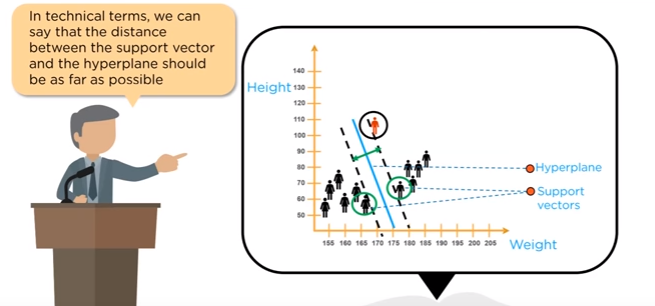 In technical terms, we can
say that the distance
between the support vector
and the hyperplane should
be as far as possible
Height
140
130
120
110
100
90
80
70
60
50
Hyperplane
Support
vectors
155 160 165 170 175 180 185 190 195 200 205
Weight